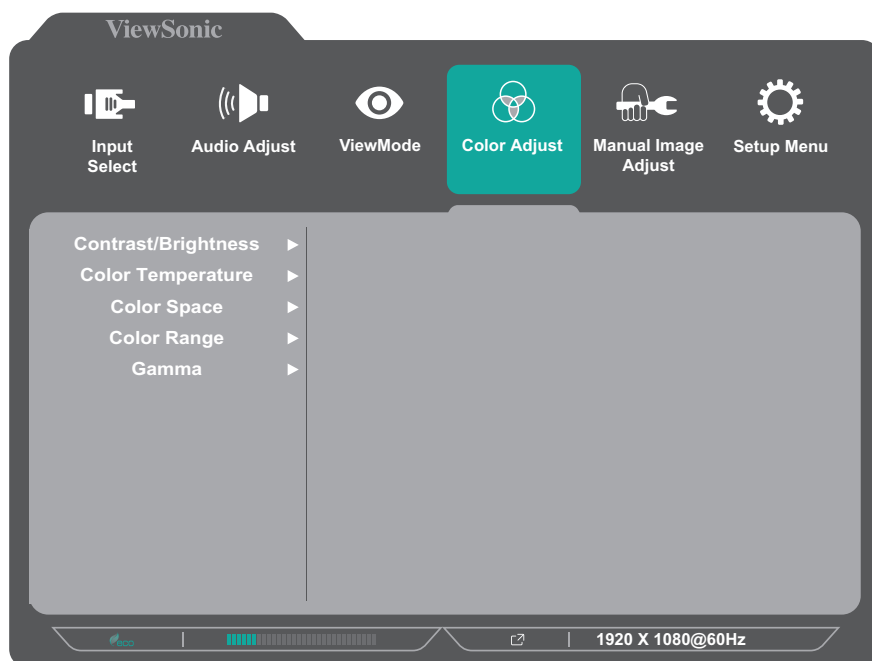 ViewSonic
Input
Select
Audio Adjust
ViewMode
Color Adjust
Manual Image
Adjust
Setup Menu
Contrast/Brightness
Color Temperature
Color Space
Color Range
Gamma
eco
1920 X 1080@60Hz